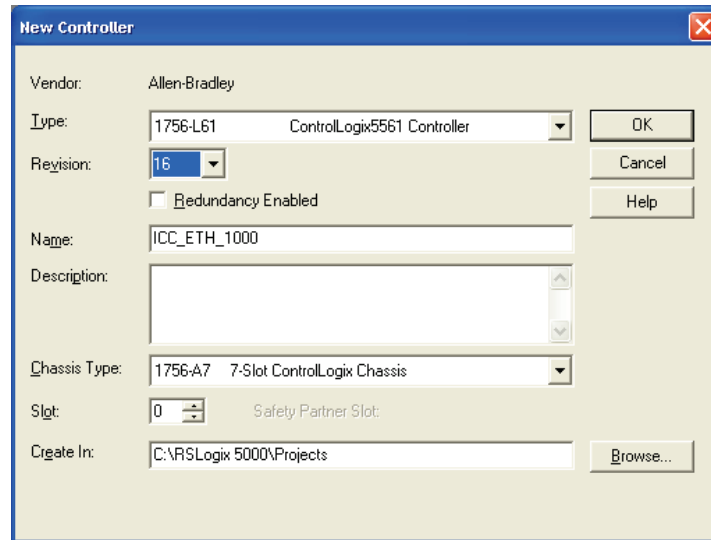 New Controller
Vendor: Allen-Bradley
Type: 1756-L61 ControlLogix5561 Controller OK
Revision: 16 Cancel
Redundancy Enabled Help
Name: ICC_ETH_1000
Description:
Chassis Type: 1756-A7 7-Slot ControlLogix Chassis
Slot: 0 Safety Partner Slot:
Create In: C:\RSLogix 5000\Projects Browse...